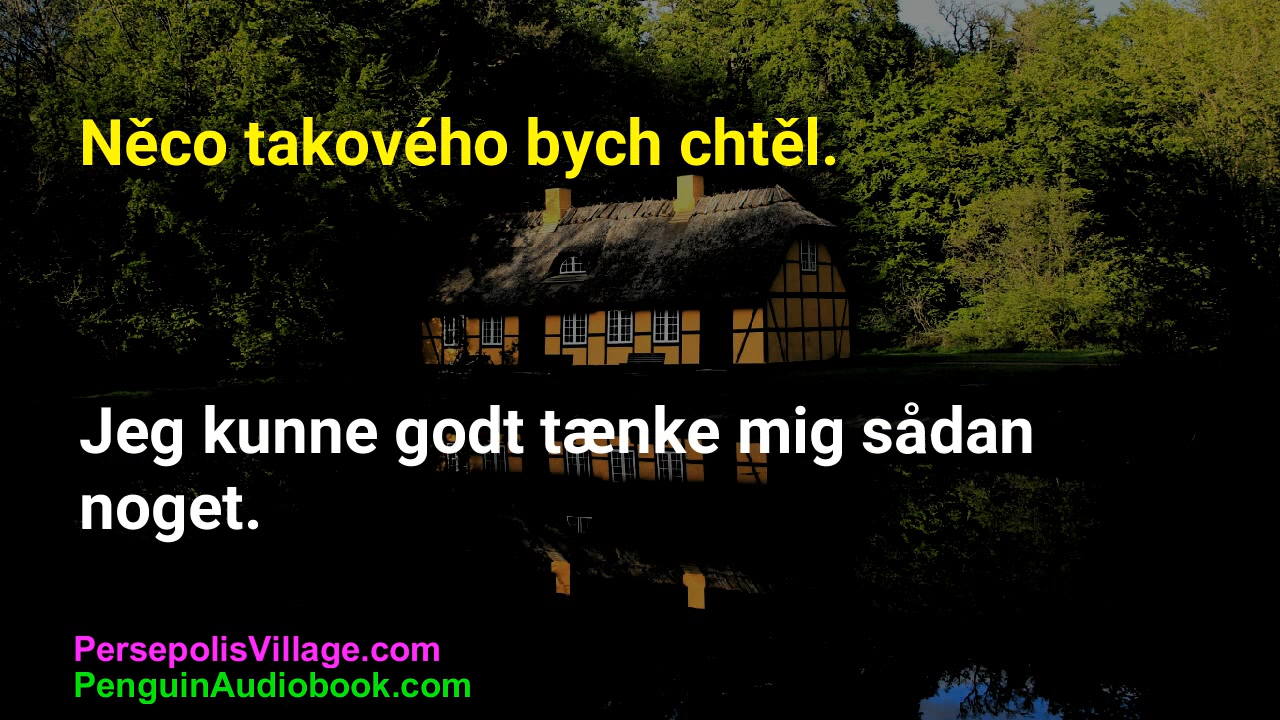 Něco takového bych chtěl.
Jeg kunne godt tænke mig sådan
noget.
PersepolisVillage.com
PenguinAudiobook.com